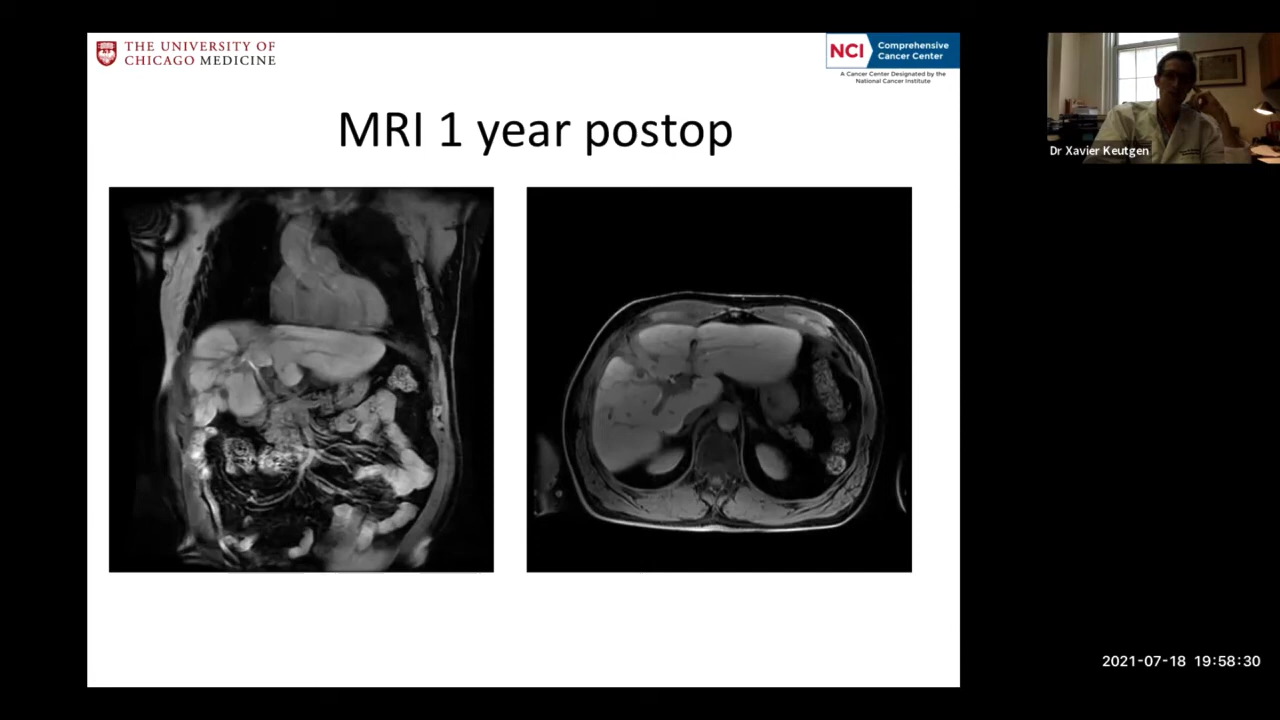 THE UNIVERSITY OF
CHICAGO MEDICINE
NCI
Comprehensive
Cancer Center
A Cancer Center Designated by the
National Cancer Institute
MRI 1 year postop
Dr Xavier Keutgen
2021-07-18 19:58:30